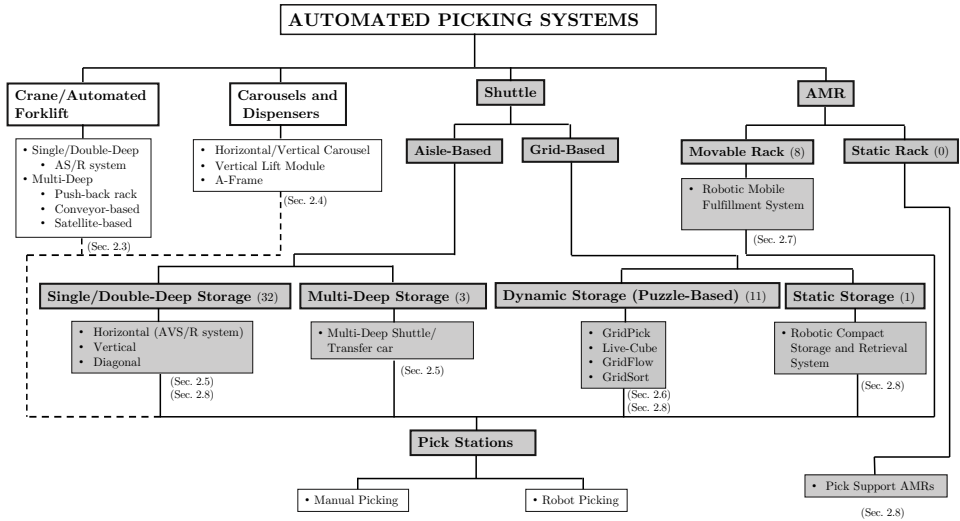 AUTOMATED PICKING SYSTEMS
Crane/Automated
Forklift
• Single/Double-Deep
• AS/R system
• Multi-Deep
• Push-back rack
• Conveyor-based
• Satellite-based
(Sec. 2.3)
Carousels and
Dispensers
• Horizontal/Vertical Carousel
• Vertical Lift Module
• A-Frame
(Sec. 2.4)
Shuttle
Aisle-Based
Grid-Based
AMR
Movable Rack (8)
• Robotic Mobile
Fulfillment System
(Sec. 2.7)
Static Rack (0)
Single/Double-Deep Storage (32)
• Horizontal (AVS/R system)
• Vertical
• Diagonal
(Sec. 2.5)
(Sec. 2.8)
Multi-Deep Storage (3)
• Multi-Deep Shuttle/
Transfer car
(Sec. 2.5)
Dynamic Storage (Puzzle-Based) (11)
• GridPick
• Live-Cube
• GridFlow
• GridSort
(Sec. 2.6)
(Sec. 2.8)
Static Storage (1)
• Robotic Compact
Storage and Retrieval
System
(Sec. 2.8)
Pick Stations
• Manual Picking
• Robot Picking
• Pick Support AMRs
(Sec. 2.8)